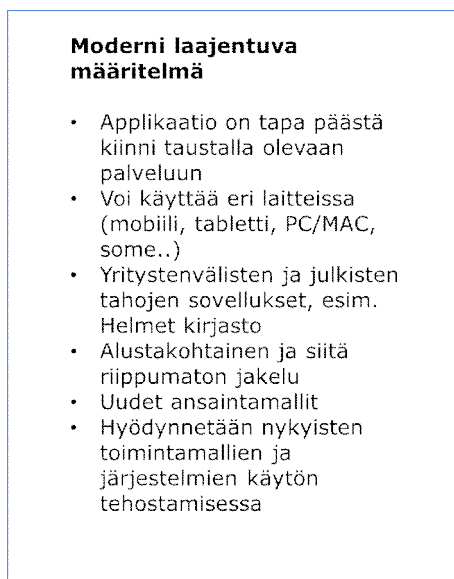 Moderni laajentuva
määritelmä
• Applikaatio on tapa päästä
kiinni taustalla olevaan
palveluun
• Voi käyttää eri laitteissa
(mobiili, tabletti, PC/MAC,
some..)
• Yritystenvälisten ja julkisten
tahojen sovellukset, esim.
Helmet kirjasto
• Alustakohtainen ja siitä
riippumaton jakelu
• Uudet ansaintamallit
• Hyödynnetään nykyisten
toimintamallien ja
järjestelmien käytön
tehostamisessa